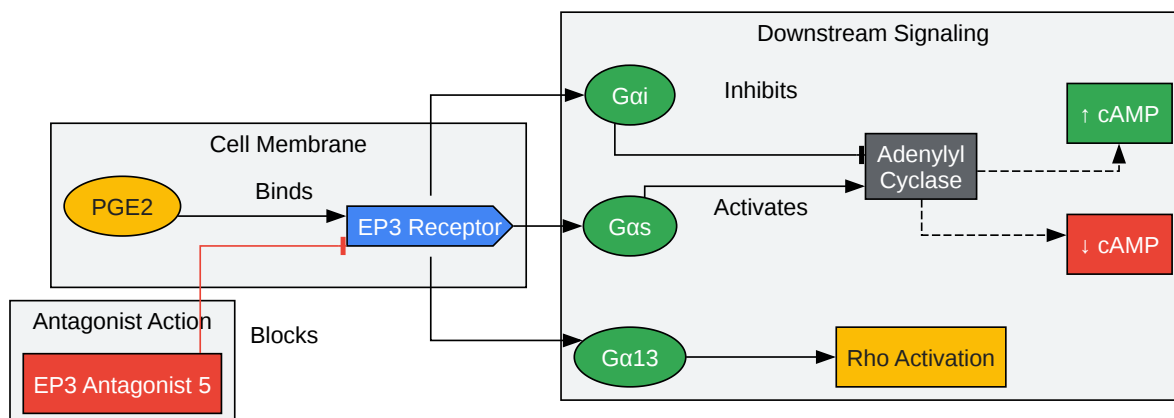 Downstream Signaling
Gαi
Inhibits
↑ cAMP
Cell Membrane
Adenylyl
Cyclase
PGE2
Binds
EP3 Receptor
Gαs
Activates
↓ cAMP
Antagonist Action
Blocks
EP3 Antagonist 5
Gα13
Rho Activation